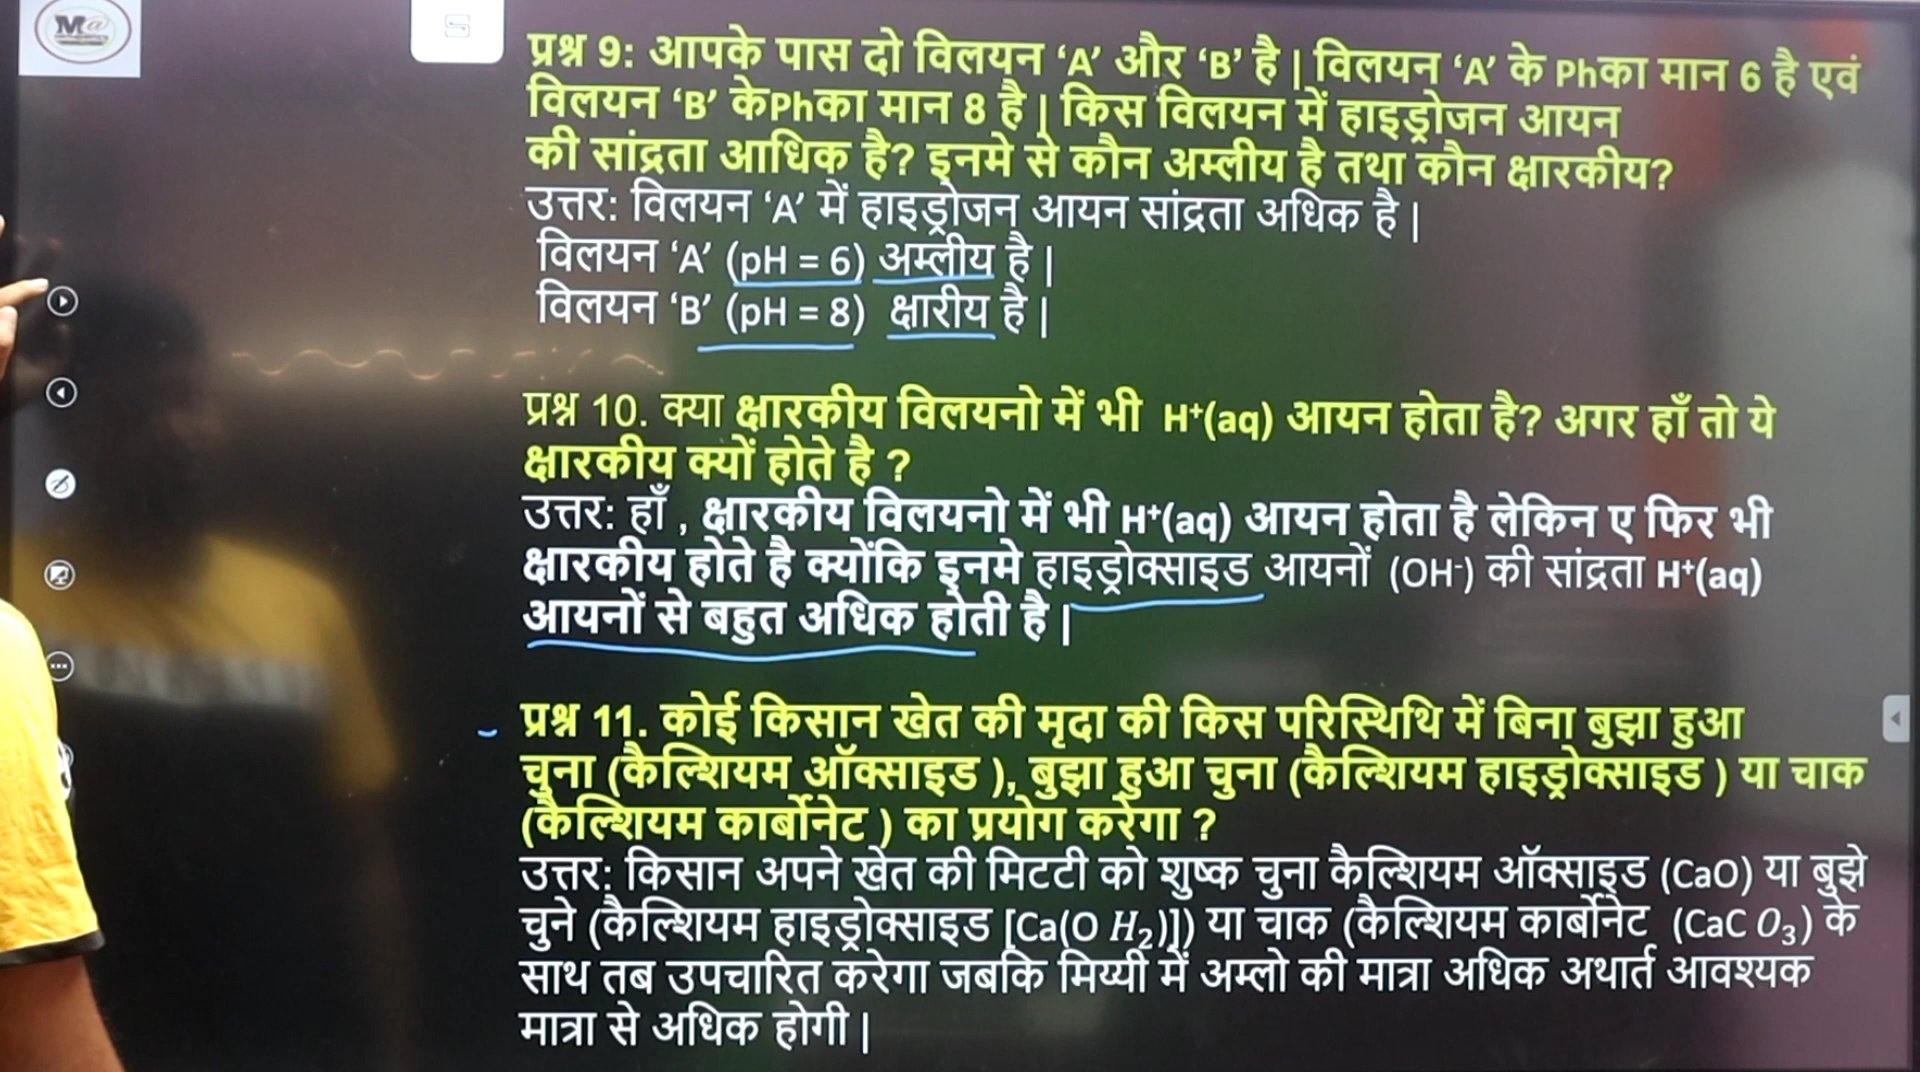 M@
प्रश्न 9: आपके पास दो विलयन ‘A’ और ‘B’ है | विलयन ‘A’ के Phका मान 6 है एवं
विलयन ‘B’ केPhका मान 8 है | किस विलयन में हाइड्रोजन आयन
की सांद्रता आधिक है? इनमे से कौन अम्लीय है तथा कौन क्षारकीय?
उत्तर: विलयन ‘A’ में हाइड्रोजन आयन सांद्रता अधिक है |
विलयन ‘A’ (pH = 6) अम्लीय है |
विलयन ‘B’ (pH = 8) क्षारीय है |
प्रश्न 10. क्या क्षारकीय विलयनो में भी H⁺(aq) आयन होता है? अगर हाँ तो ये
क्षारकीय क्यों होते है ?
उत्तर: हाँ , क्षारकीय विलयनो में भी H⁺(aq) आयन होता है लेकिन ए फिर भी
क्षारकीय होते है क्योंकि इनमे हाइड्रोक्साइड आयनों (OH⁻) की सांद्रता H⁺(aq)
आयनों से बहुत अधिक होती है |
प्रश्न 11. कोई किसान खेत की मृदा की किस परिस्थिथि में बिना बुझा हुआ
चुना (कैल्शियम ऑक्साइड ), बुझा हुआ चुना (कैल्शियम हाइड्रोक्साइड ) या चाक
(कैल्शियम कार्बोनेट ) का प्रयोग करेगा ?
उत्तर: किसान अपने खेत की मिटटी को शुष्क चुना कैल्शियम ऑक्साइड (CaO) या बुझे
चुने (कैल्शियम हाइड्रोक्साइड [Ca(O H₂)]) या चाक (कैल्शियम कार्बोनेट (CaC O₃) के
साथ तब उपचारित करेगा जबकि मिय्यी में अम्लो की मात्रा अधिक अथार्त आवश्यक
मात्रा से अधिक होगी |